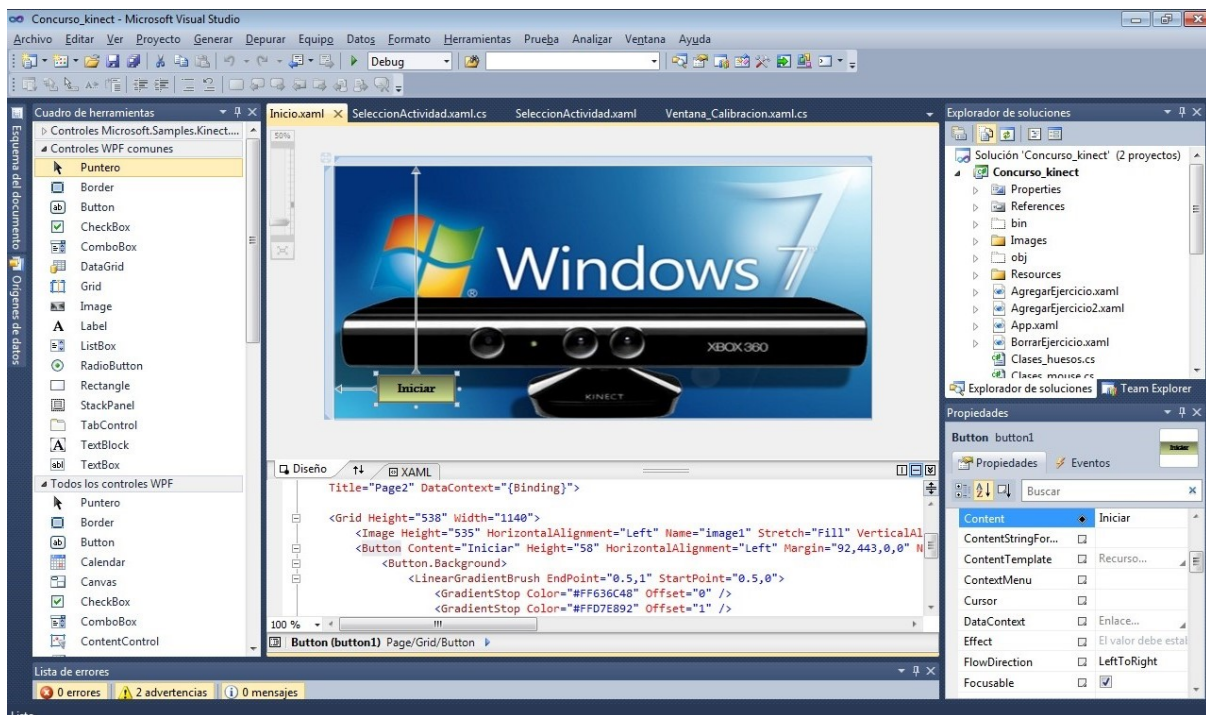 Concurso_kinect - Microsoft Visual Studio
Archivo Editar Ver Proyecto Generar Depurar Equipo Datos Formato Herramientas Prueba Analizar Ventana Ayuda
Debug
Esquema del documento
Orígenes de datos
Cuadro de herramientas
Controles Microsoft.Samples.Kinect....
Controles WPF comunes
Puntero
Border
Button
CheckBox
ComboBox
DataGrid
Grid
Image
Label
ListBox
RadioButton
Rectangle
StackPanel
TabControl
TextBlock
TextBox
Todos los controles WPF
Puntero
Border
Button
Calendar
Canvas
CheckBox
ComboBox
ContentControl
Inicio.xaml SeleccionActividad.xaml.cs SeleccionActividad.xaml Ventana_Calibracion.xaml.cs
50%
Windows 7
XBOX 360
Iniciar
KINECT
Diseño XAML
Title="Page2" DataContext="{Binding}">
<Grid Height="538" Width="1140">
<Image Height="535" HorizontalAlignment="Left" Name="image1" Stretch="Fill" VerticalAl
<Button Content="Iniciar" Height="58" HorizontalAlignment="Left" Margin="92,443,0,0" N
<Button.Background>
<LinearGradientBrush EndPoint="0.5,1" StartPoint="0.5,0">
<GradientStop Color="#FF636C48" Offset="0" />
<GradientStop Color="#FFD7E892" Offset="1" />
100 %
Button (button1) Page/Grid/Button
Explorador de soluciones
Solución 'Concurso_kinect' (2 proyectos)
Concurso_kinect
Properties
References
bin
Images
obj
Resources
AgregarEjercicio.xaml
AgregarEjercicio2.xaml
App.xaml
BorrarEjercicio.xaml
Clases_huesos.cs
Clases_mouse.cs
Explorador de soluciones Team Explorer
Propiedades
Button button1
Iniciar
Propiedades Eventos
Buscar
Content Iniciar
ContentStringFor...
ContentTemplate Recurso...
ContextMenu
Cursor
DataContext Enlace...
Effect El valor debe estal
FlowDirection LeftToRight
Focusable
Lista de errores
0 errores 2 advertencias 0 mensajes